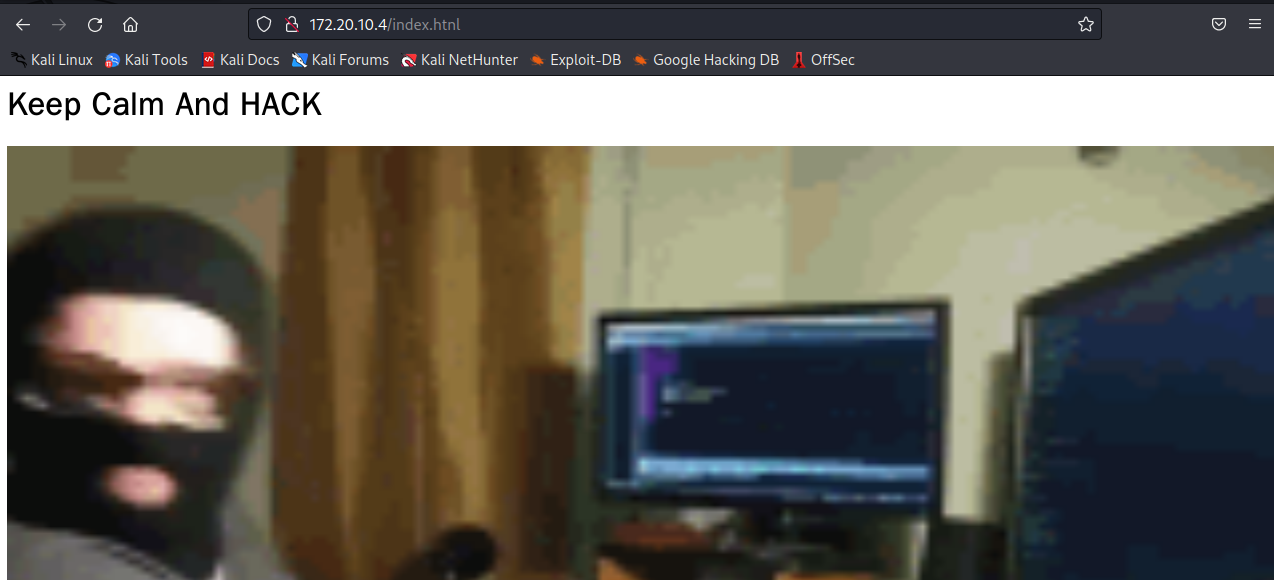 172.20.10.4/index.htnl
Kali Linux Kali Tools Kali Docs Kali Forums Kali NetHunter Exploit-DB Google Hacking DB OffSec
Keep Calm And HACK